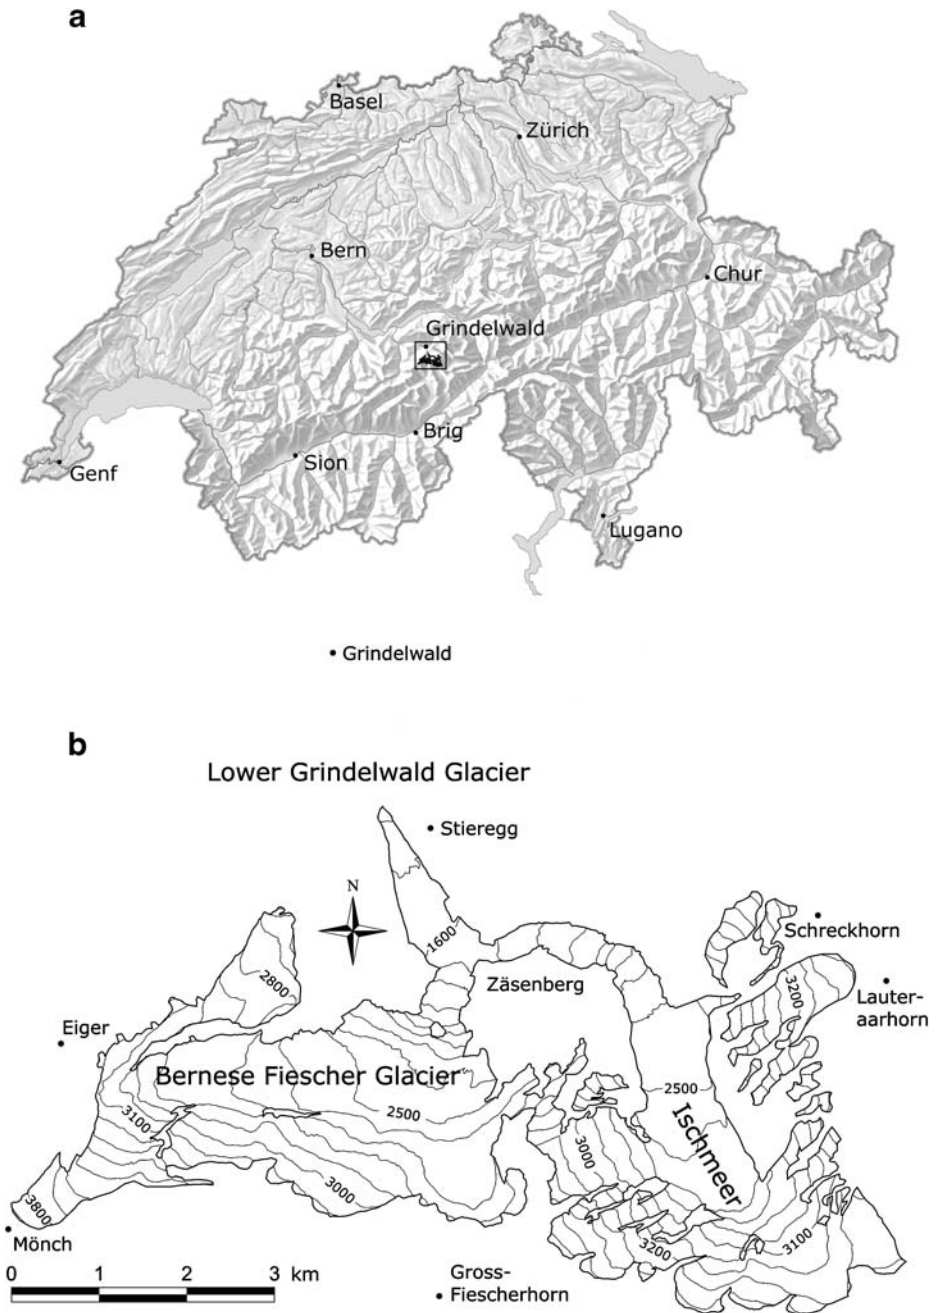 a
Basel
Zürich
Bern
Chur
Grindelwald
Brig
Sion
Genf
Lugano
Grindelwald
b
Lower Grindelwald Glacier
Stieregg
N
1600
Schreckhorn
2800
Zäsenberg
3200
Lauter-
aarhorn
Eiger
Bernese Fiescher Glacier
2500
2500
Ischmeer
3100
3000
3000
3800
3200
3100
Mönch
0 1 2 3 km
Gross-
Fiescherhorn